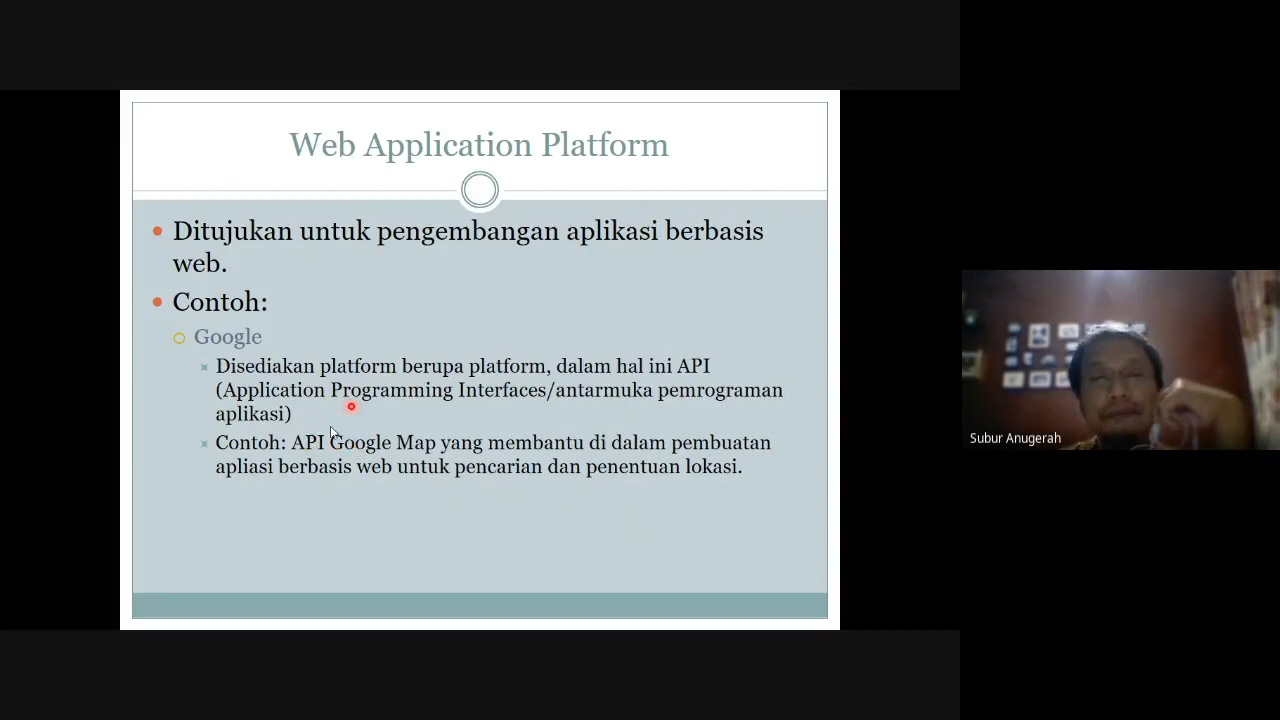 Web Application Platform
Ditujukan untuk pengembangan aplikasi berbasis
web.
Contoh:
Google
Disediakan platform berupa platform, dalam hal ini API
(Application Programming Interfaces/antarmuka pemrograman
aplikasi)
Contoh: API Google Map yang membantu di dalam pembuatan
apliasi berbasis web untuk pencarian dan penentuan lokasi.
Subur Anugerah